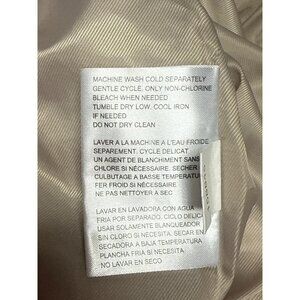 MACHINE WASH COLD SEPARATELY
GENTLE CYCLE, ONLY NON-CHLORINE
BLEACH WHEN NEEDED
TUMBLE DRY LOW. COOL IRON
IF NEEDED
DO NOT DRY CLEAN
LAVER A LA MACHINE A L'EAU FROIDE
SEPAREMENT. CYCLE DELICAT
UN AGENT DE BLANCHIMENT SANS
CHLORE SI NÉCESSAIRE. SECHER
CULBUTAGE A BASSE TEMPERATU
FER FROID SI NÉCESSAIRE
NE PAS NETTOYER A SEC
LAVAR EN LAVADORA CON AGUA
FRIA POR SEPARADO. CICLO DELICA
USAR SOLAMENTE BLANQUEADOR
SIN CLORO SI NECESITA. SECAR EN
SECADORA A BAJA TEMPERATURA
PLANCHA FRIA SI NECESITA
NO LAVAR EN SECO